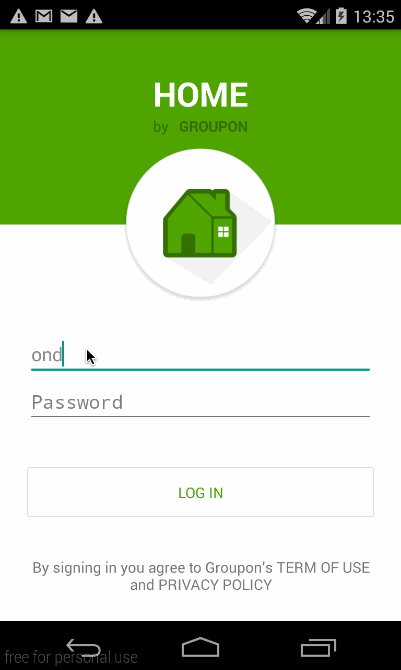 13:35
HOME
by GROUPON
ond
Password
LOG IN
By signing in you agree to Groupon's TERM OF USE
and PRIVACY POLICY
free for personal use